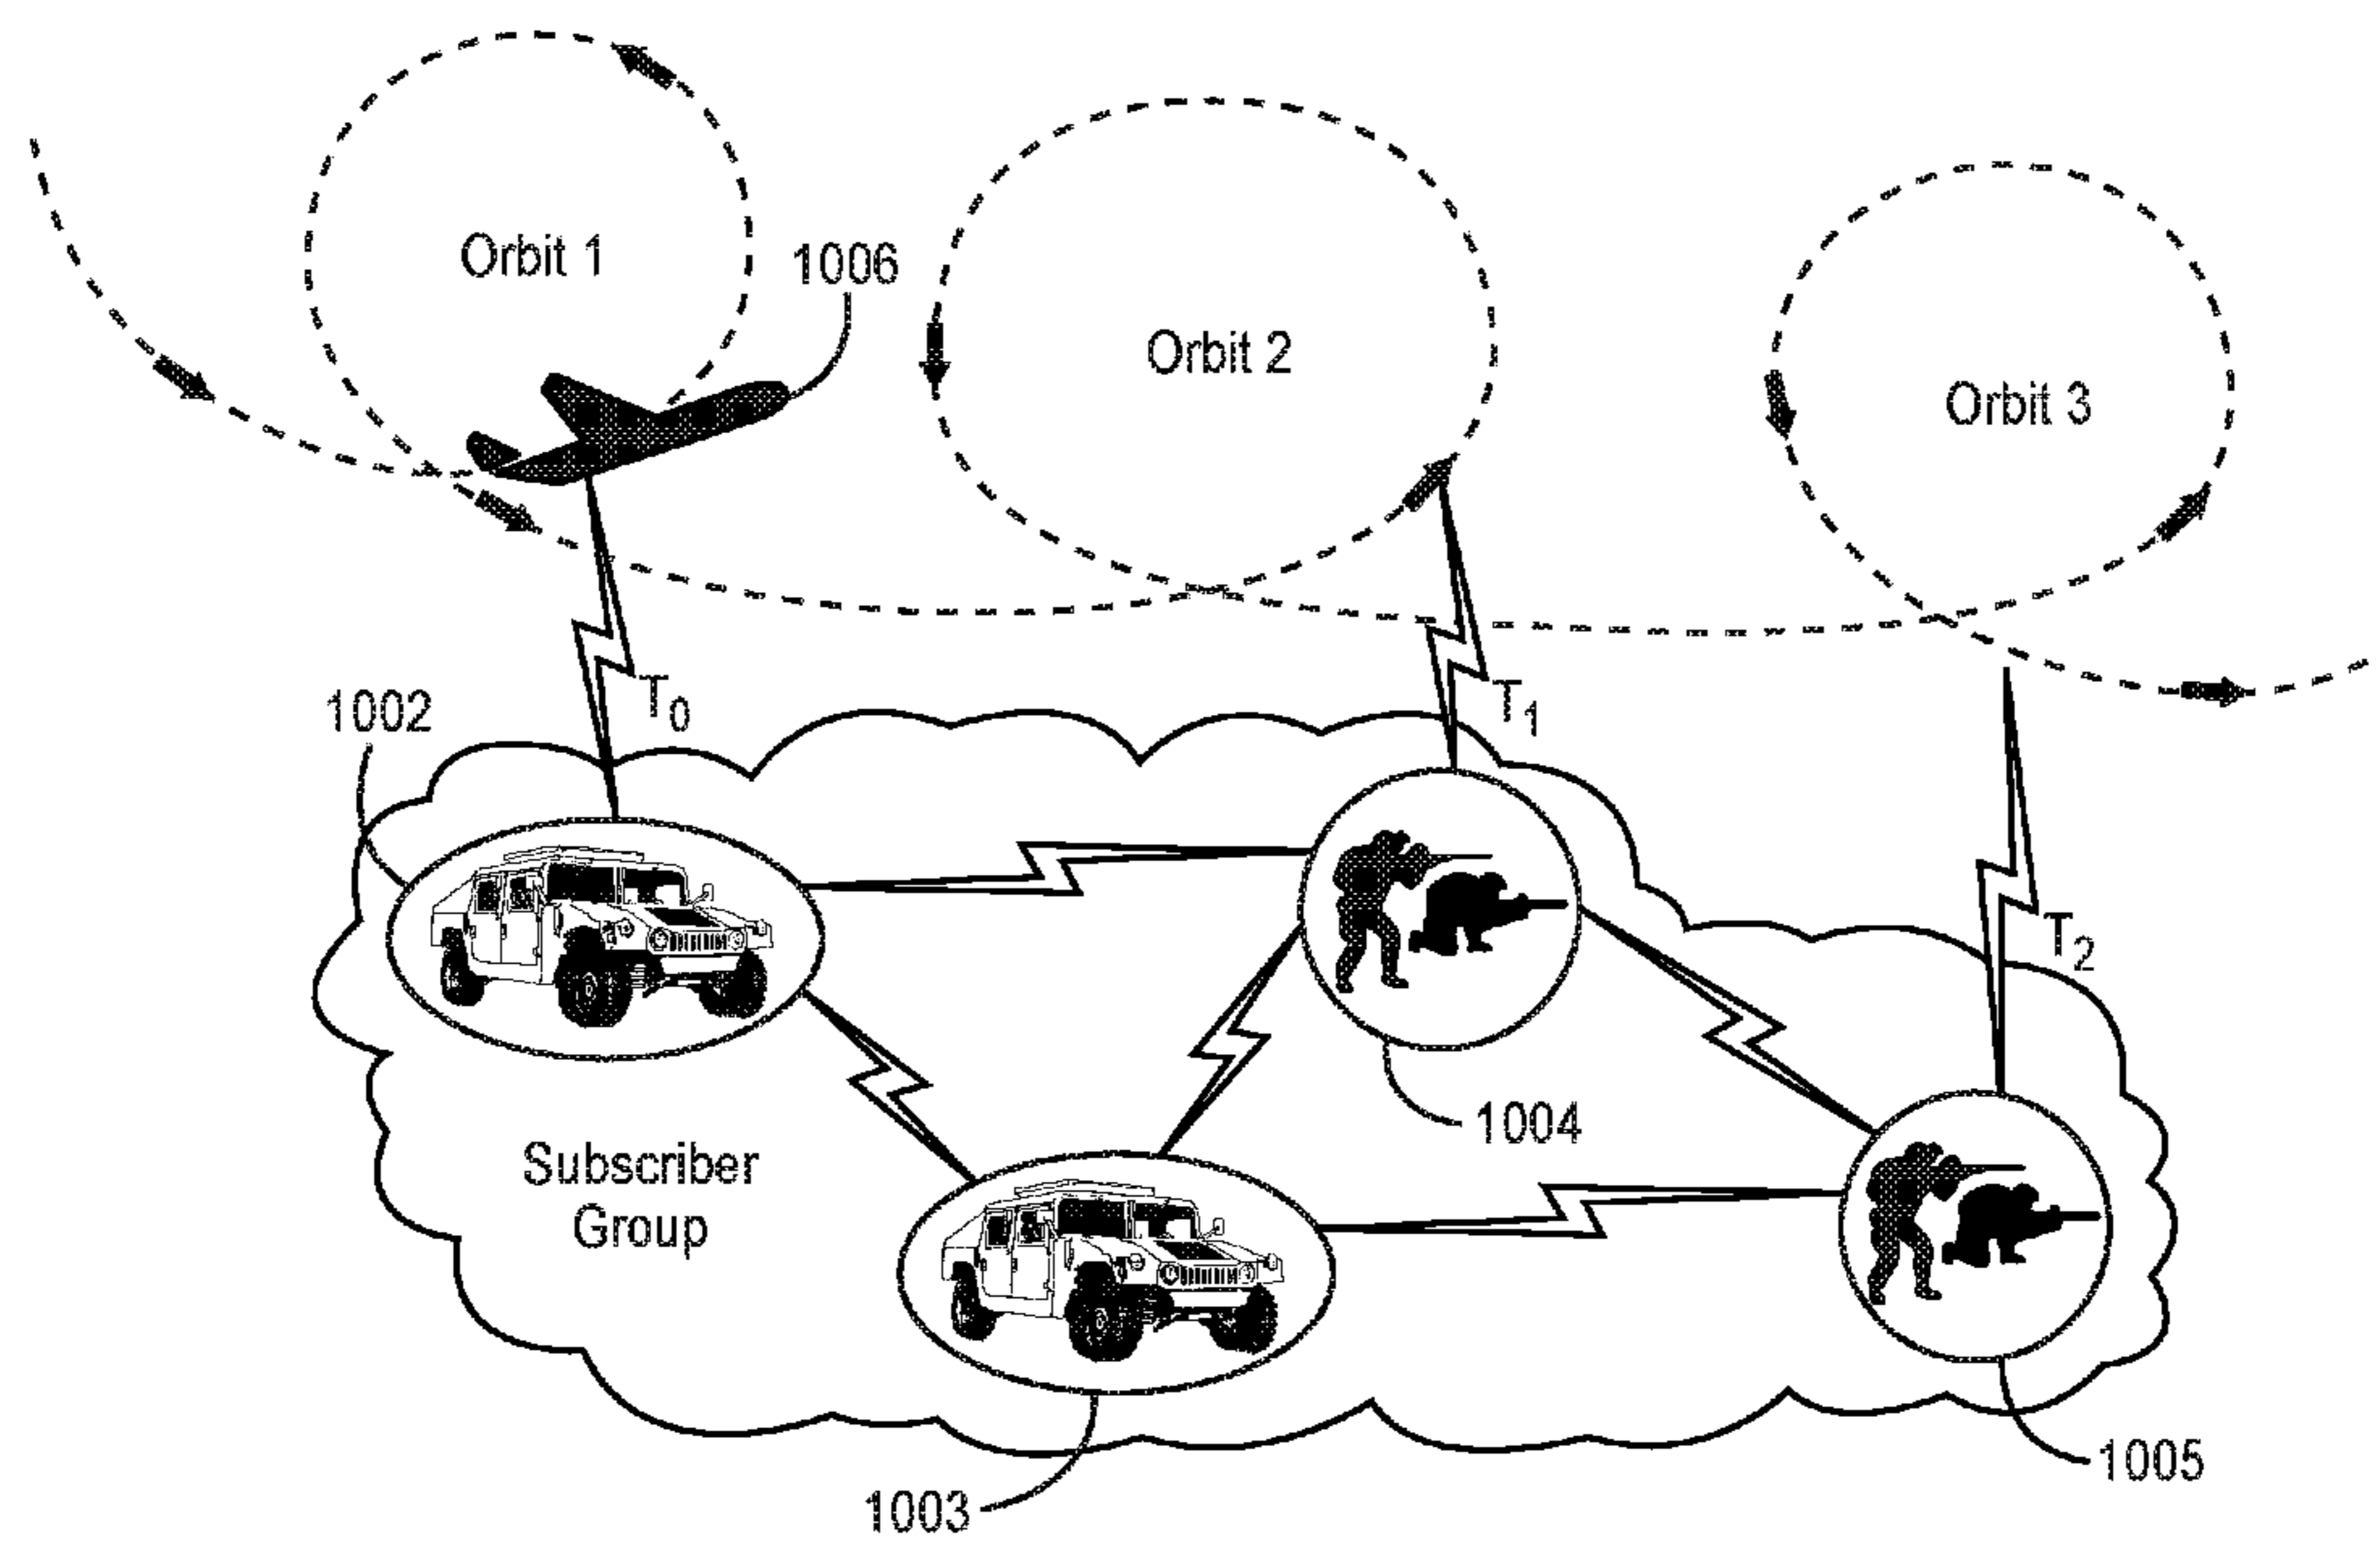 Orbit 1
1006
Orbit 2
Orbit 3
1002
T0
T1
T2
1004
Subscriber
Group
1003
1005